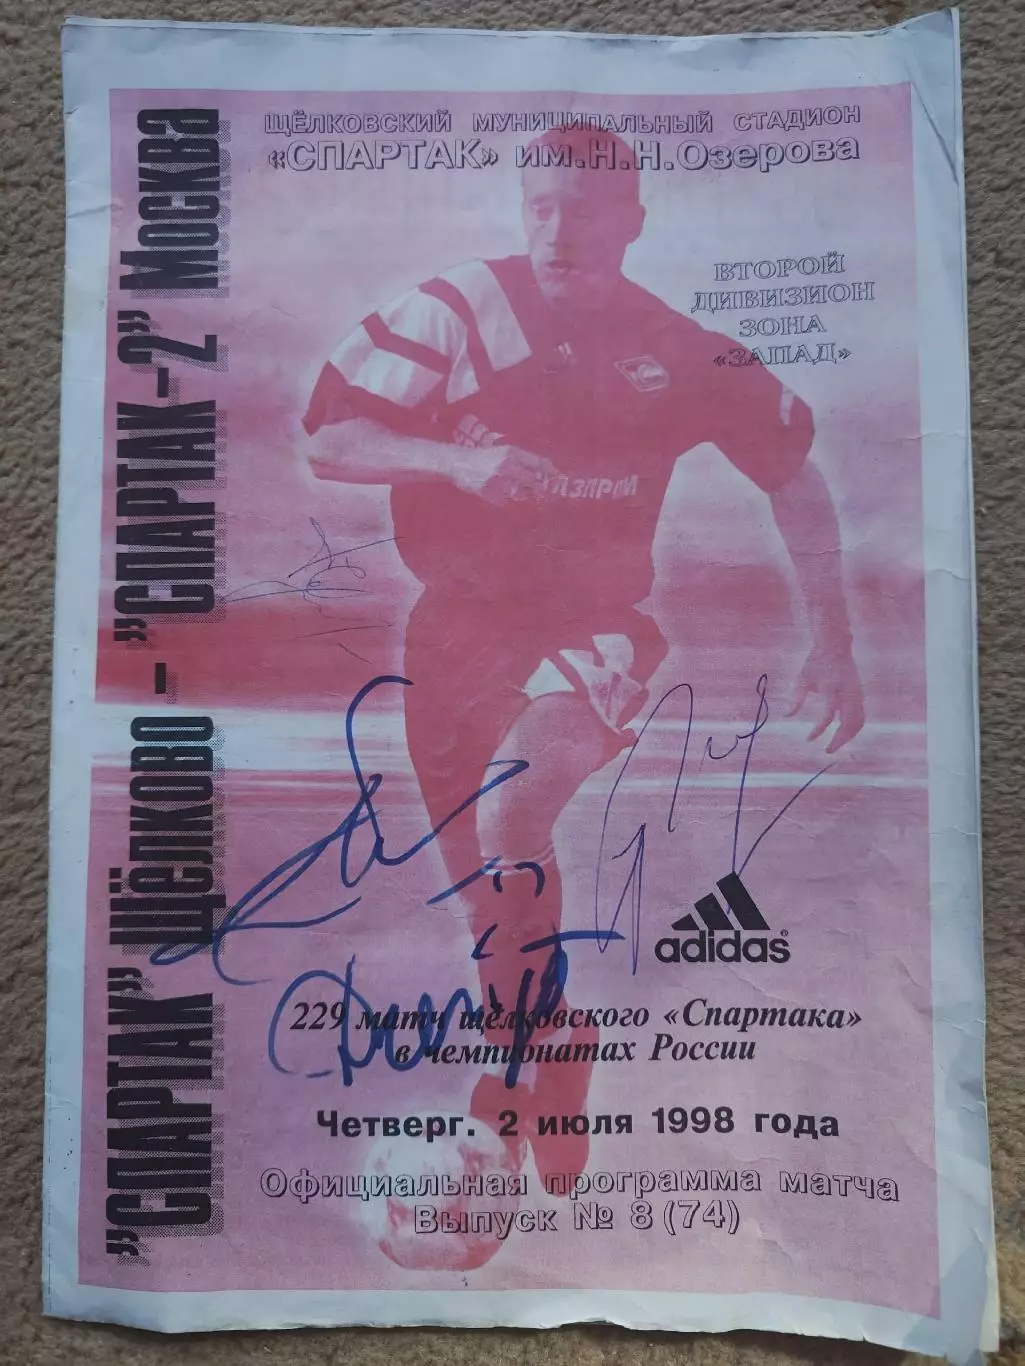 ЩЁЛКОВСКИЙ МУНИЦИПАЛЬНЫЙ СТАДИОН
«СПАРТАК» им. Н.Н.Озерова
ВТОРОЙ
ДИВИЗИОН
ЗОНА
«ЗАПАД»
"СПАРТАК" ЩЁЛКОВО – "СПАРТАК –2" МОСКВА
ГАЗПРОМ
adidas®
229 матч щёлковского «Спартака»
в чемпионатах России
Четверг. 2 июля 1998 года
Официальная программа матча
Выпуск № 8 (74)